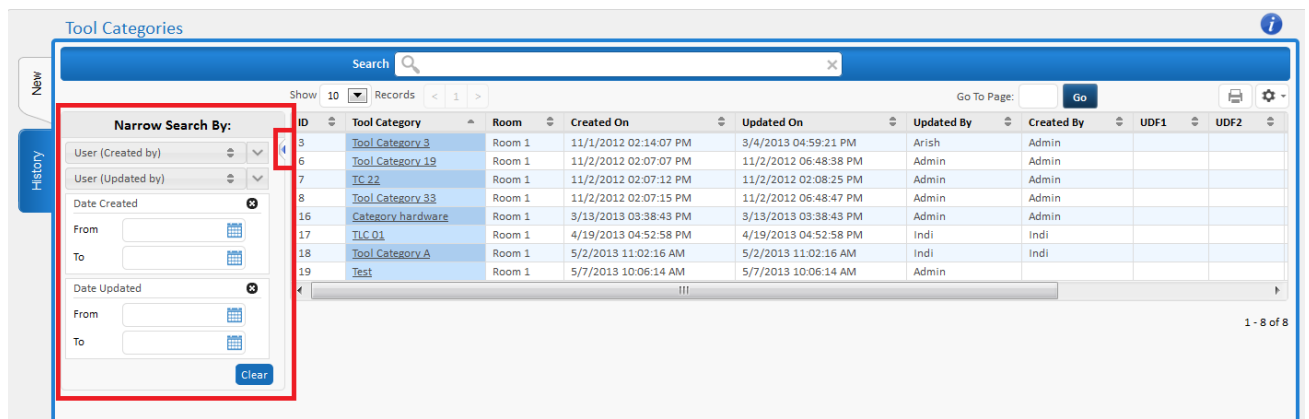 Tool Categories
i
New
History
Search
Show 10 Records < 1 > Go To Page: Go
Narrow Search By:
User (Created by)
User (Updated by)
Date Created
From
To
Date Updated
From
To
Clear
ID Tool Category Room Created On Updated On Updated By Created By UDF1 UDF2
3 Tool Category 3 Room 1 11/1/2012 02:14:07 PM 3/4/2013 04:59:21 PM Arish Admin
6 Tool Category 19 Room 1 11/2/2012 02:07:07 PM 11/2/2012 06:48:38 PM Admin Admin
7 TC 22 Room 1 11/2/2012 02:07:12 PM 11/2/2012 02:08:25 PM Admin Admin
8 Tool Category 33 Room 1 11/2/2012 02:07:15 PM 11/2/2012 06:48:47 PM Admin Admin
16 Category hardware Room 1 3/13/2013 03:38:43 PM 3/13/2013 03:38:43 PM Admin Admin
17 TLC 01 Room 1 4/19/2013 04:52:58 PM 4/19/2013 04:52:58 PM Indi Indi
18 Tool Category A Room 1 5/2/2013 11:02:16 AM 5/2/2013 11:02:16 AM Indi Indi
19 Test Room 1 5/7/2013 10:06:14 AM 5/7/2013 10:06:14 AM Admin
1 - 8 of 8